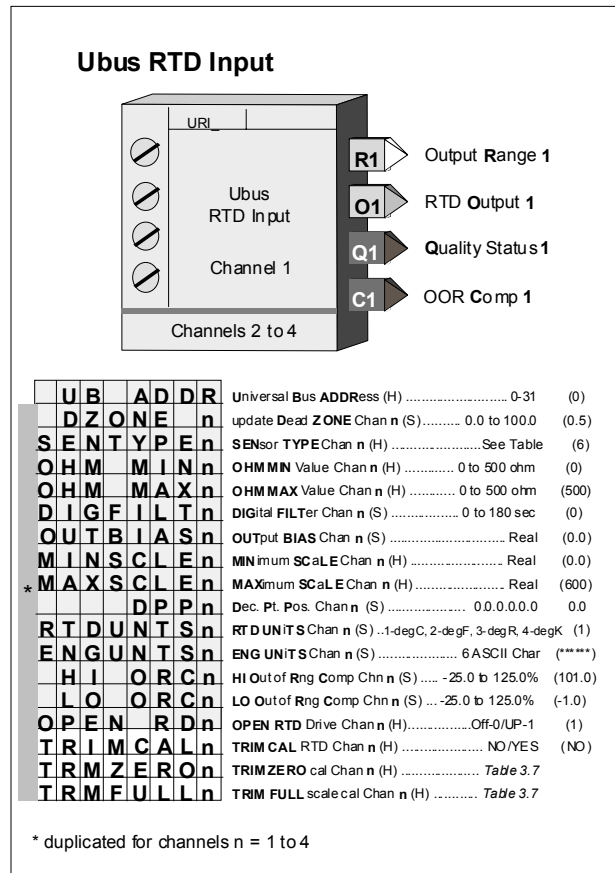 Ubus RTD Input
URI_
Ubus
RTD Input
Channel 1
Channels 2 to 4
R1 Output Range 1
O1 RTD Output 1
Q1 Quality Status 1
C1 OOR Comp 1
UB ADDR Universal Bus ADDRess (H) .......................... 0-31 (0)
DZONE n update Dead ZONE Chan n (S) .......... 0.0 to 100.0 (0.5)
SENTYPEn SENsor TYPE Chan n (H) ........................See Table (6)
OHM MINn OHM MIN Value Chan n (H) ............. 0 to 500 ohm (0)
OHM MAXn OHM MAX Value Chan n (H) ............ 0 to 500 ohm (500)
DIGFILTn DIGital FILTer Chan n (S) ................. 0 to 180 sec (0)
OUTBIASn OUTput BIAS Chan n (S) ......................... Real (0.0)
MINSCLEn MINimum SCaLE Chan n (H) .................... Real (0.0)
MAXSCLEn MAXimum SCaLE Chan n (H) ................... Real (600)
DPPn Dec. Pt. Pos. Chan n (S) .................... 0.0.0.0.0.0 0.0
RTDUNTSn RTD UNiTS Chan n (S) ..1-degC, 2-degF, 3-degR, 4-degK (1)
ENGUNTSn ENG UNiTS Chan n (S) .................... 6 ASCII Char (******)
HI ORCn HI Out of Rng Comp Chn n (S) ..... -25.0 to 125.0% (101.0)
LO ORCn LO Out of Rng Comp Chn n (S) ... -25.0 to 125.0% (-1.0)
OPEN RDn OPEN RTD Drive Chan n (H).................Off-0/UP-1 (1)
TRIMCALn TRIM CAL RTD Chan n (H) ..................... NO/YES (NO)
TRMZEROn TRIM ZERO cal Chan n (H) ..................... Table 3.7
TRMFULLn TRIM FULL scale cal Chan n (H) ............ Table 3.7
*
* duplicated for channels n = 1 to 4